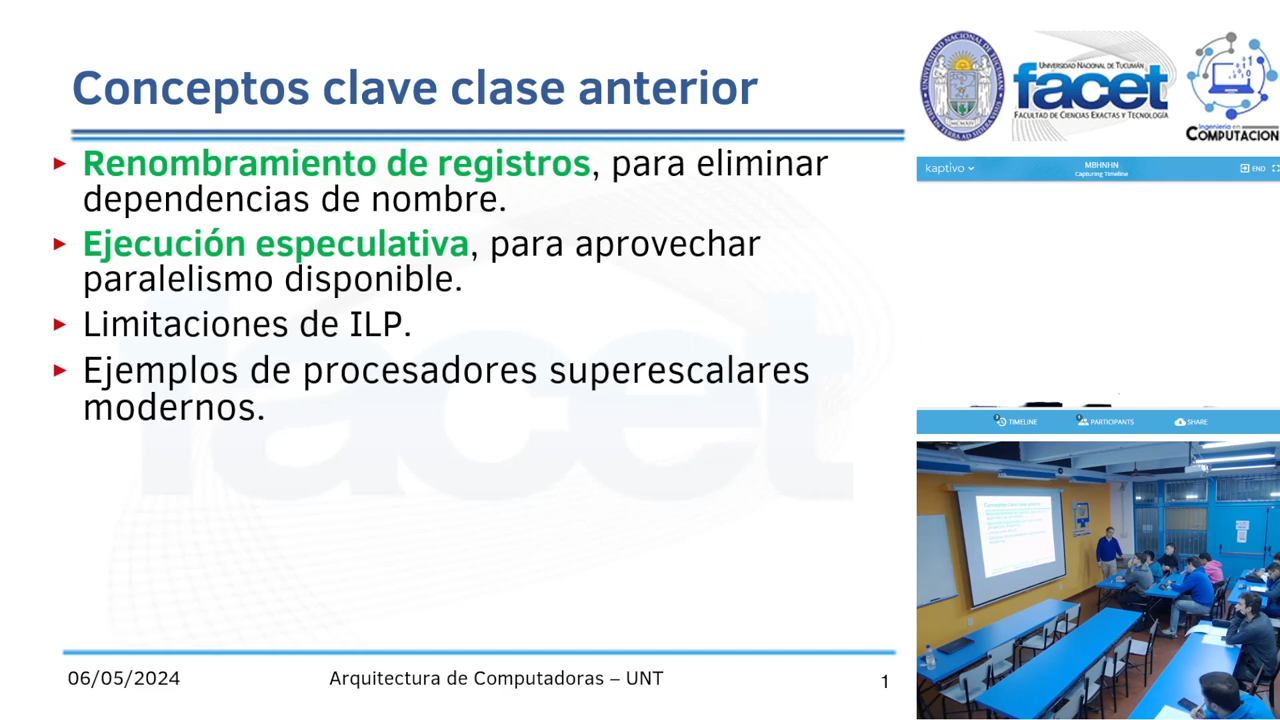 Conceptos clave clase anterior
Renombramiento de registros, para eliminar
dependencias de nombre.
Ejecución especulativa, para aprovechar
paralelismo disponible.
Limitaciones de ILP.
Ejemplos de procesadores superescalares
modernos.
06/05/2024
Arquitectura de Computadoras – UNT
1
UNIVERSIDAD NACIONAL DE TUCUMÁN
facet
FACULTAD DE CIENCIAS EXACTAS Y TECNOLOGÍA
Ingeniería en
COMPUTACION
kaptivo
MBHNHN
Capturing Timeline
END
TIMELINE
PARTICIPANTS
SHARE